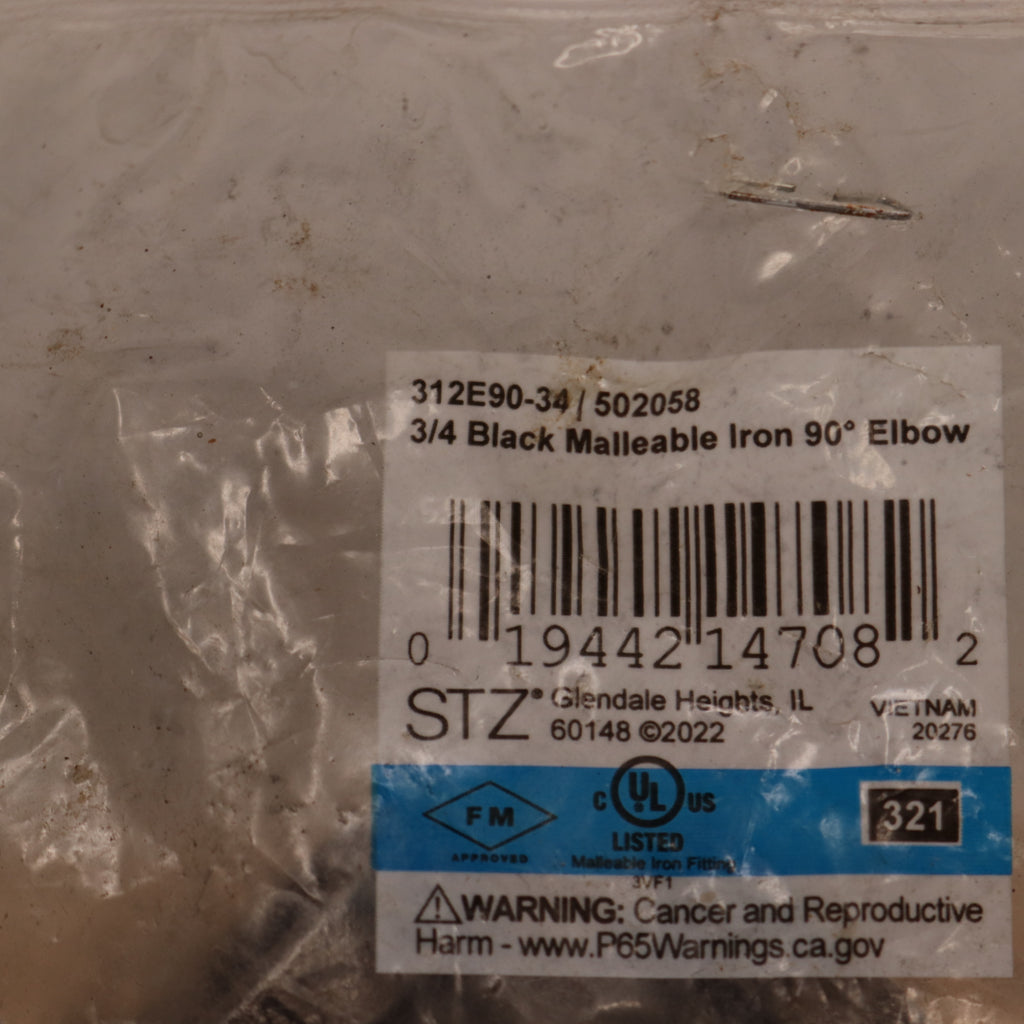 312E90-34 / 502058
3/4 Black Malleable Iron 90° Elbow
0 19442 14708 2
STZ® Glendale Heights, IL
60148 ©2022
VIETNAM
20276
FM
APPROVED
C UL US
LISTED
Malleable Iron Fitting
3VF1
321
⚠WARNING: Cancer and Reproductive
Harm - www.P65Warnings.ca.gov